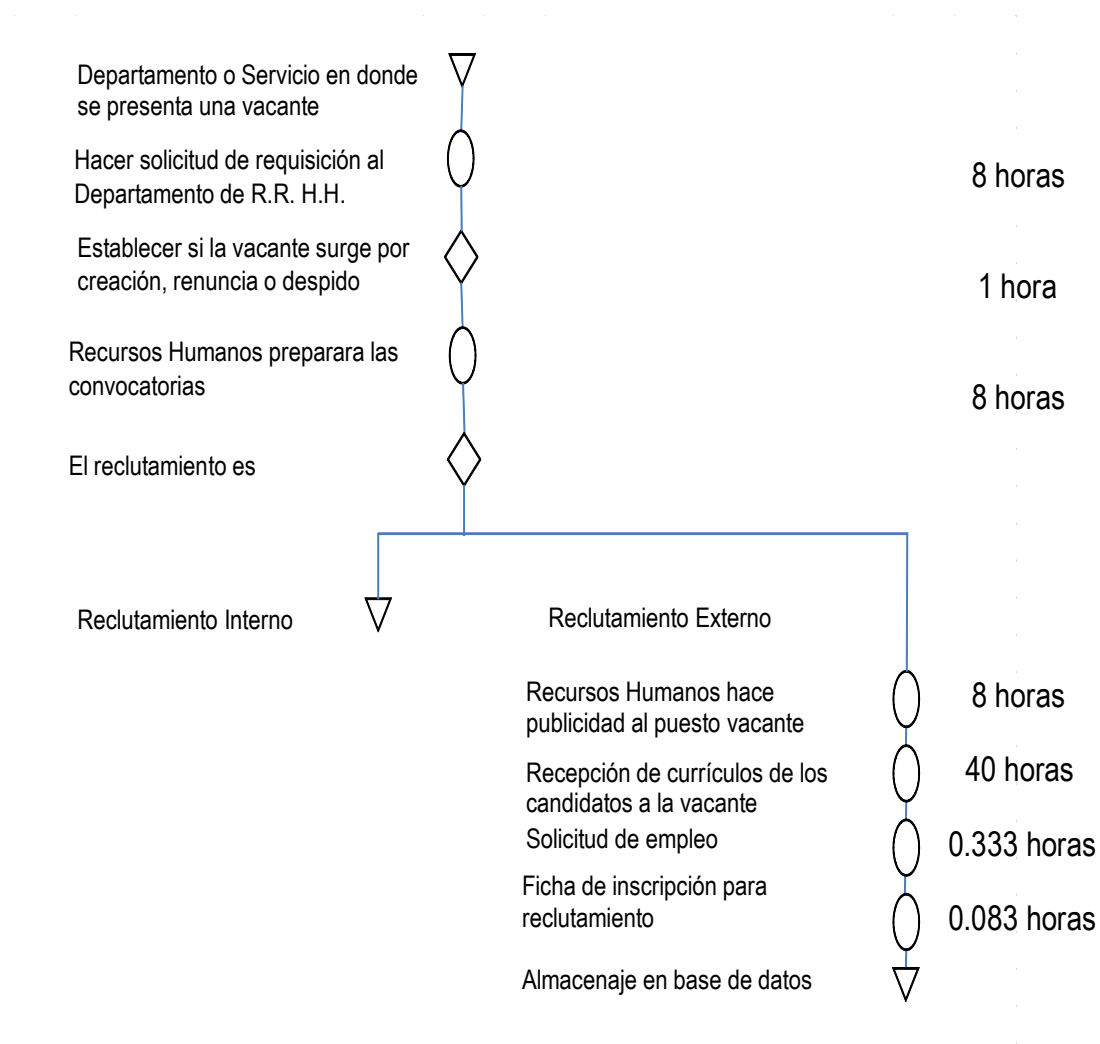 Departamento o Servicio en donde
se presenta una vacante
Hacer solicitud de requisición al
Departamento de R.R. H.H.
8 horas
Establecer si la vacante surge por
creación, renuncia o despido
1 hora
Recursos Humanos preparara las
convocatorias
8 horas
El reclutamiento es
Reclutamiento Interno
Reclutamiento Externo
Recursos Humanos hace
publicidad al puesto vacante
8 horas
Recepción de currículos de los
candidatos a la vacante
40 horas
Solicitud de empleo
0.333 horas
Ficha de inscripción para
reclutamiento
0.083 horas
Almacenaje en base de datos